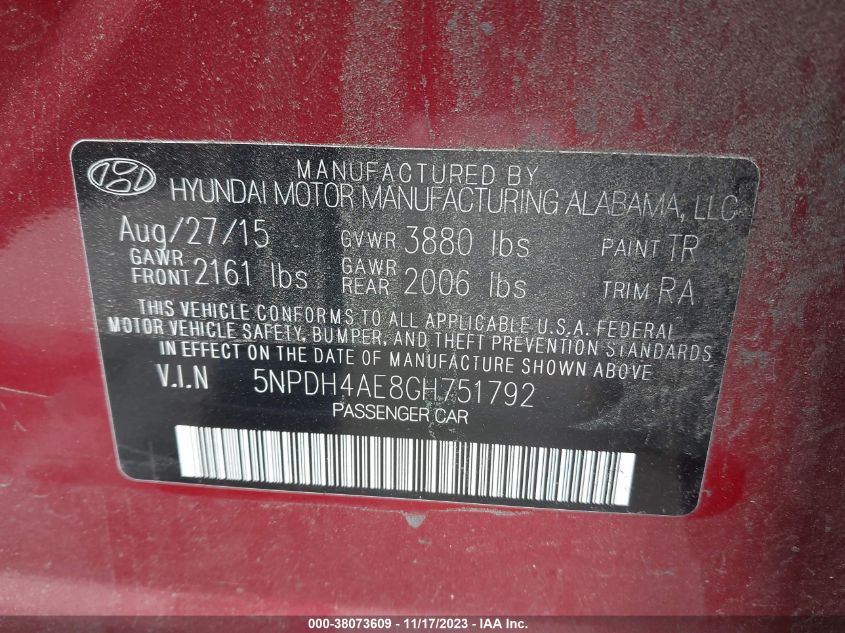 MANUFACTURED BY
HYUNDAI MOTOR MANUFACTURING ALABAMA, LLC
Aug/27/15 GVWR 3880 lbs PAINT TR
GAWR FRONT 2161 lbs GAWR REAR 2006 lbs TRIM RA
THIS VEHICLE CONFORMS TO ALL APPLICABLE U.S.A. FEDERAL
MOTOR VEHICLE SAFETY, BUMPER, AND THEFT PREVENTION STANDARDS
IN EFFECT ON THE DATE OF MANUFACTURE SHOWN ABOVE
V.I.N 5NPDH4AE8GH751792
PASSENGER CAR
000-38073609 - 11/17/2023 - IAA Inc.